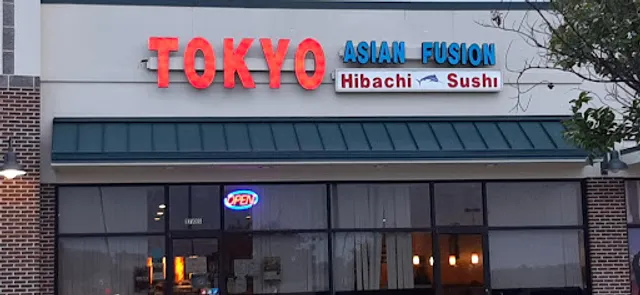 TOKYO
ASIAN FUSION
Hibachi Sushi
OPEN